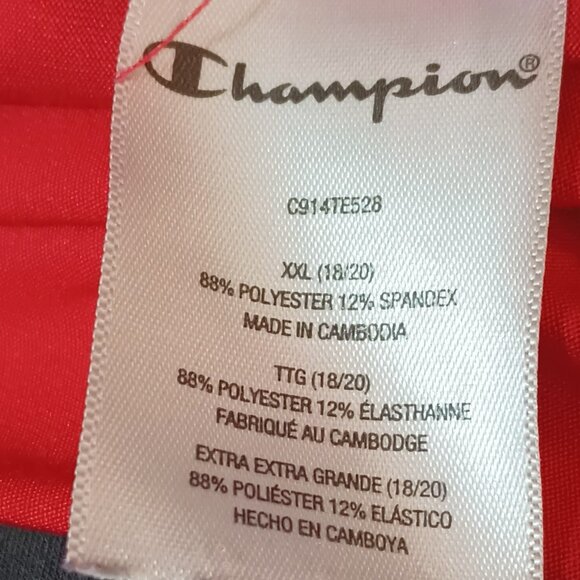 Champion®
C914TE528
XXL (18/20)
88% POLYESTER 12% SPANDEX
MADE IN CAMBODIA
TTG (18/20)
88% POLYESTER 12% ÉLASTHANNE
FABRIQUÉ AU CAMBODGE
EXTRA EXTRA GRANDE (18/20)
88% POLIÉSTER 12% ELÁSTICO
HECHO EN CAMBOYA